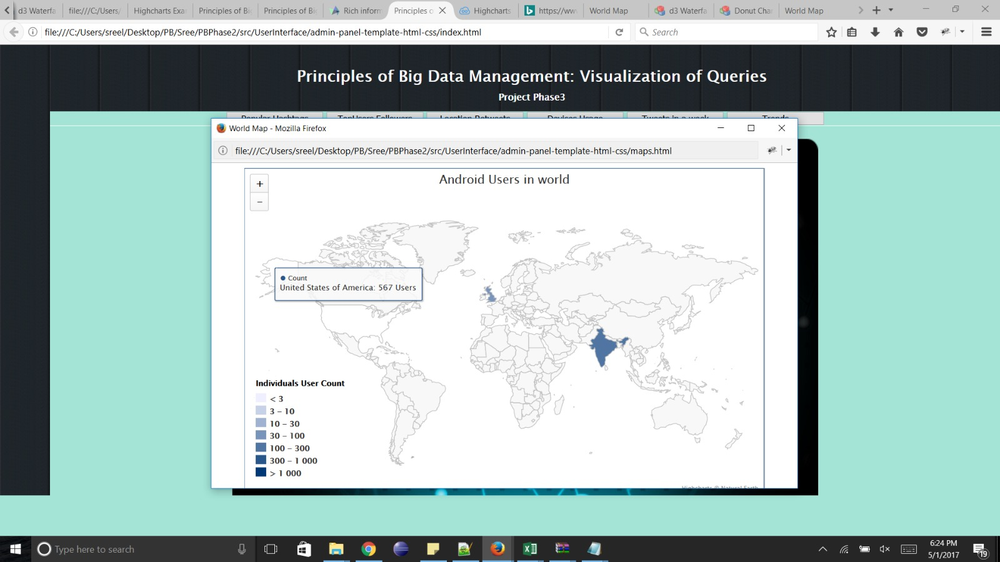 d3 Waterfa
file:///C:/Users/
Highcharts Exa
Principles of Bi
Principles of Bi
Rich inform
Principles o
Highcharts
https://ww
World Map
d3 Waterfa
Donut Cha
World Map
file:///C:/Users/sreel/Desktop/PB/Sree/PBPhase2/src/UserInterface/admin-panel-template-html-css/index.html
Search
Principles of Big Data Management: Visualization of Queries
Project Phase3
Popular Hashtags
TopUsers Followers
Location Retweets
Devices Usage
Tweets in a week
Trends
World Map - Mozilla Firefox
file:///C:/Users/sreel/Desktop/PB/Sree/PBPhase2/src/UserInterface/admin-panel-template-html-css/maps.html
+
Android Users in world
−
Count
United States of America: 567 Users
Individuals User Count
< 3
3 – 10
10 – 30
30 – 100
100 – 300
300 – 1 000
> 1 000
Highcharts © Natural Earth
Type here to search
6:24 PM
5/1/2017
19